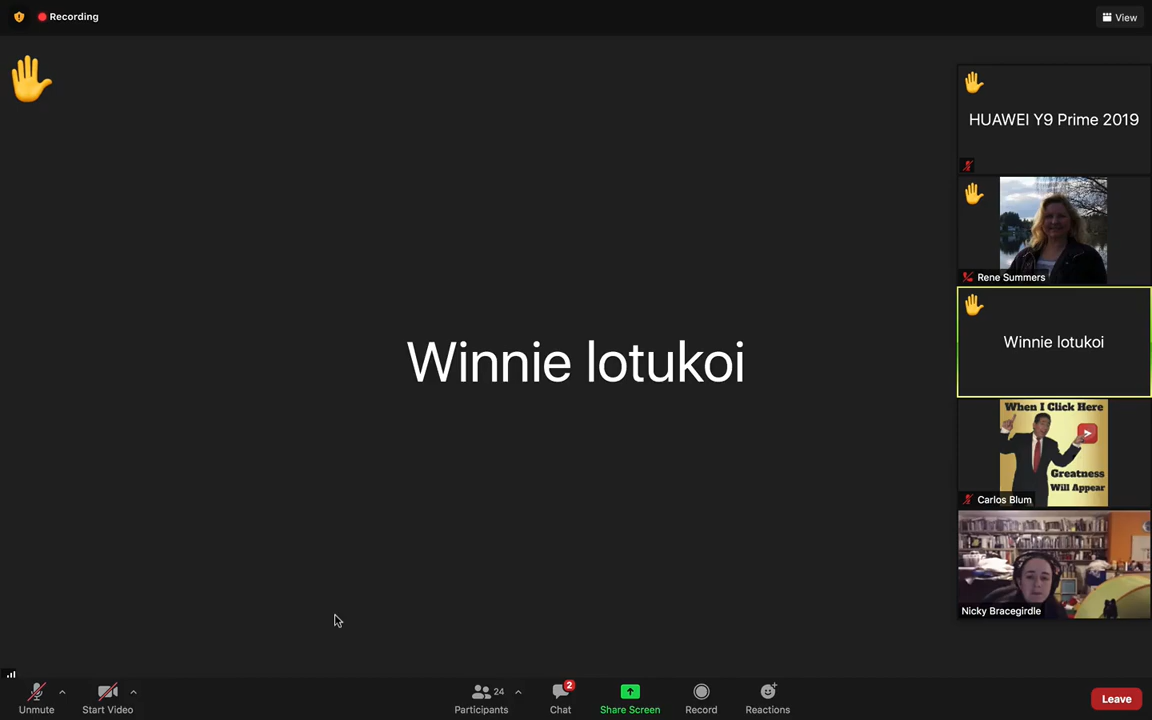 Recording
View
HUAWEI Y9 Prime 2019
Rene Summers
Winnie lotukoi
Winnie lotukoi
When I Click Here
Greatness
Will Appear
Carlos Blum
Nicky Bracegirdle
Unmute
Start Video
24
Participants
2
Chat
Share Screen
Record
Reactions
Leave